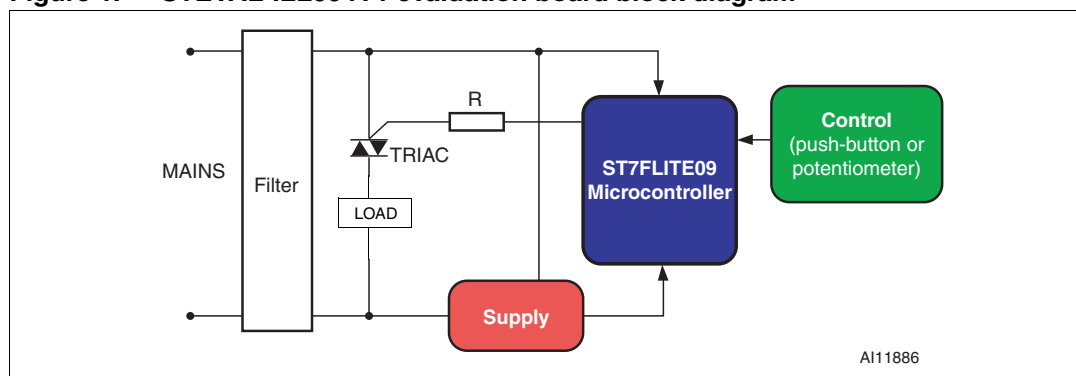 MAINS
Filter
R
TRIAC
LOAD
ST7FLITE09
Microcontroller
Control
(push-button or
potentiometer)
Supply
AI11886